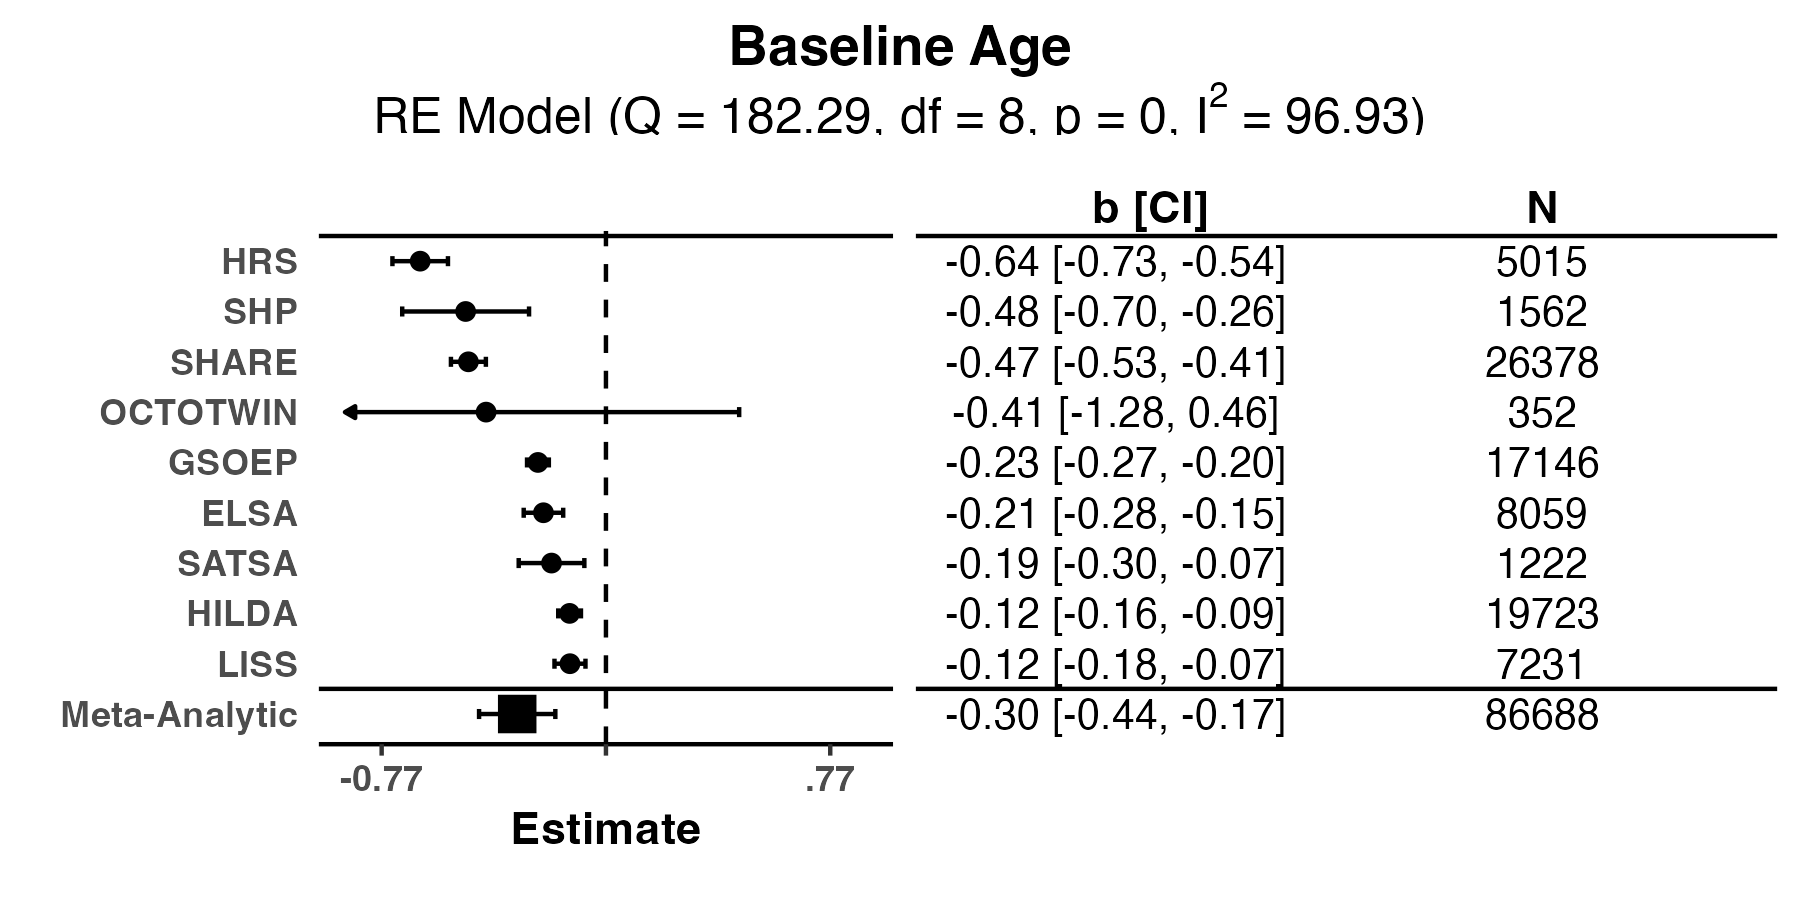 Baseline Age
RE Model (Q = 182.29, df = 8, p = 0, I² = 96.93)
b [CI] N
HRS -0.64 [-0.73, -0.54] 5015
SHP -0.48 [-0.70, -0.26] 1562
SHARE -0.47 [-0.53, -0.41] 26378
OCTOTWIN -0.41 [-1.28, 0.46] 352
GSOEP -0.23 [-0.27, -0.20] 17146
ELSA -0.21 [-0.28, -0.15] 8059
SATSA -0.19 [-0.30, -0.07] 1222
HILDA -0.12 [-0.16, -0.09] 19723
LISS -0.12 [-0.18, -0.07] 7231
Meta-Analytic -0.30 [-0.44, -0.17] 86688
-0.77 .77
Estimate